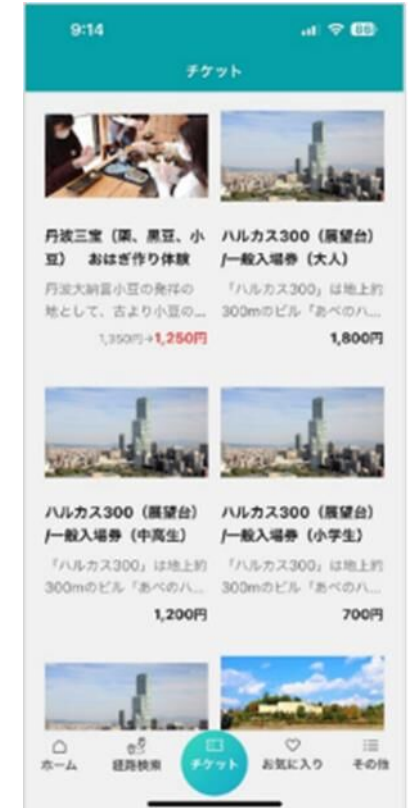 9:14
88
チケット
丹波三宝（栗、黒豆、小
豆） おはぎ作り体験
丹波大納言小豆の発祥の
地として、古より小豆の...
1,350円→1,250円
ハルカス300（展望台）
/一般入場券（大人）
「ハルカス300」は地上約
300mのビル「あべのハ...
1,800円
ハルカス300（展望台）
/一般入場券（中高生）
「ハルカス300」は地上約
300mのビル「あべのハ...
1,200円
ハルカス300（展望台）
/一般入場券（小学生）
「ハルカス300」は地上約
300mのビル「あべのハ...
700円
ホーム
経路検索
チケット
お気に入り
その他